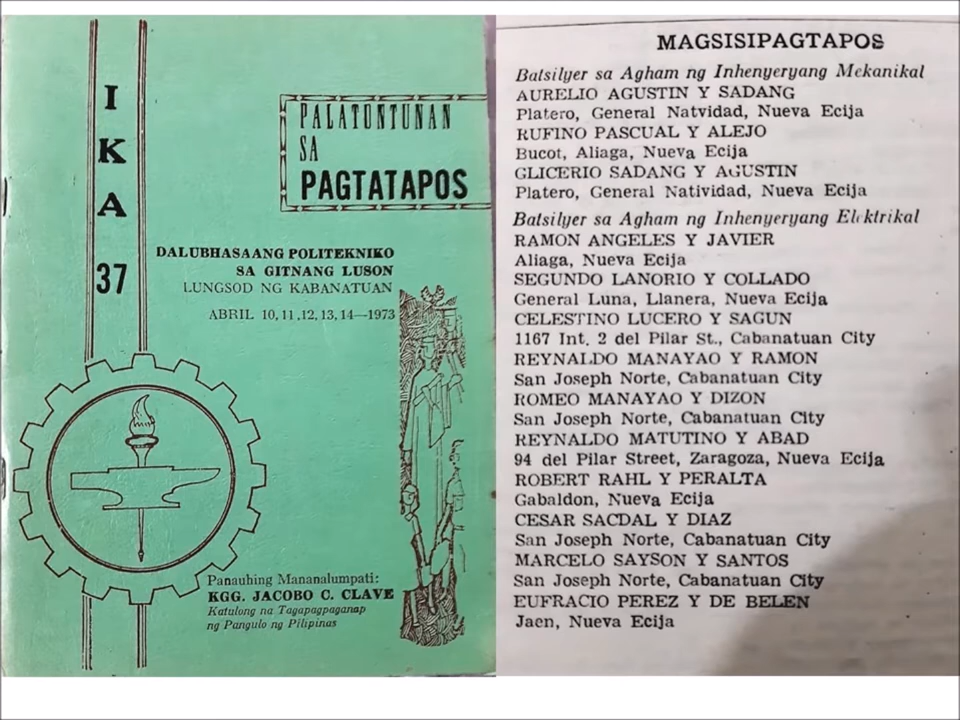 IKA
37
PALATUNTUNAN
SA
PAGTATAPOS
DALUBHASAANG POLITEKNIKO
SA GITNANG LUSON
LUNGSOD NG KABANATUAN
ABRIL 10,11,12,13,14—1973
Panauhing Mananalumpati:
KGG. JACOBO C. CLAVE
Katulong na Tagapagpaganap
ng Pangulo ng Pilipinas
MAGSISIPAGTAPOS
Batsilyer sa Agham ng Inhenyeryang Mekanikal
AURELIO AGUSTIN Y SADANG
Platero, General Natvidad, Nueva Ecija
RUFINO PASCUAL Y ALEJO
Bucot, Aliaga, Nueva Ecija
GLICERIO SADANG Y AGUSTIN
Platero, General Natividad, Nueva Ecija
Batsilyer sa Agham ng Inhenyeryang Elektrikal
RAMON ANGELES Y JAVIER
Aliaga, Nueva Ecija
SEGUNDO LANORIO Y COLLADO
General Luna, Llanera, Nueva Ecija
CELESTINO LUCERO Y SAGUN
1167 Int. 2 del Pilar St., Cabanatuan City
REYNALDO MANAYAO Y RAMON
San Joseph Norte, Cabanatuan City
ROMEO MANAYAO Y DIZON
San Joseph Norte, Cabanatuan City
REYNALDO MATUTINO Y ABAD
94 del Pilar Street, Zaragoza, Nueva Ecija
ROBERT RAHL Y PERALTA
Gabaldon, Nueva Ecija
CESAR SACDAL Y DIAZ
San Joseph Norte, Cabanatuan City
MARCELO SAYSON Y SANTOS
San Joseph Norte, Cabanatuan City
EUFRACIO PEREZ Y DE BELEN
Jaen, Nueva Ecija